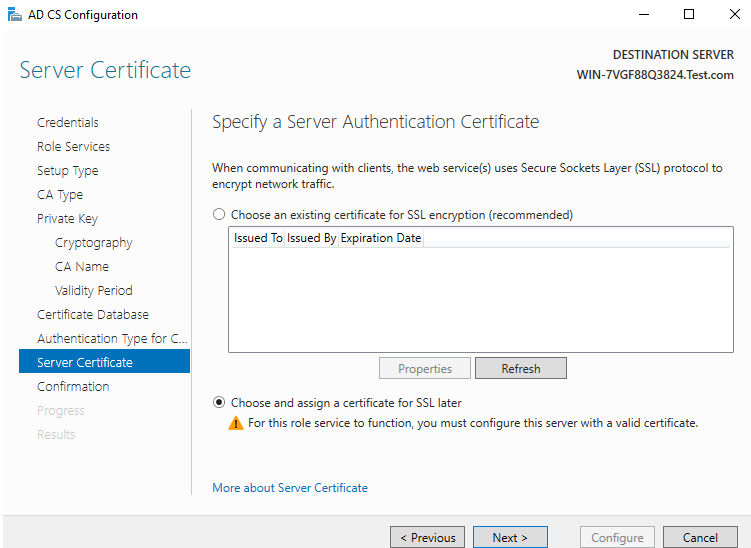 AD CS Configuration
Server Certificate
DESTINATION SERVER
WIN-7VGF88Q3824.Test.com
Credentials
Role Services
Setup Type
CA Type
Private Key
Cryptography
CA Name
Validity Period
Certificate Database
Authentication Type for C...
Server Certificate
Confirmation
Progress
Results
Specify a Server Authentication Certificate
When communicating with clients, the web service(s) uses Secure Sockets Layer (SSL) protocol to
encrypt network traffic.
Choose an existing certificate for SSL encryption (recommended)
Issued To Issued By Expiration Date
Properties Refresh
Choose and assign a certificate for SSL later
For this role service to function, you must configure this server with a valid certificate.
More about Server Certificate
< Previous Next > Configure Cancel